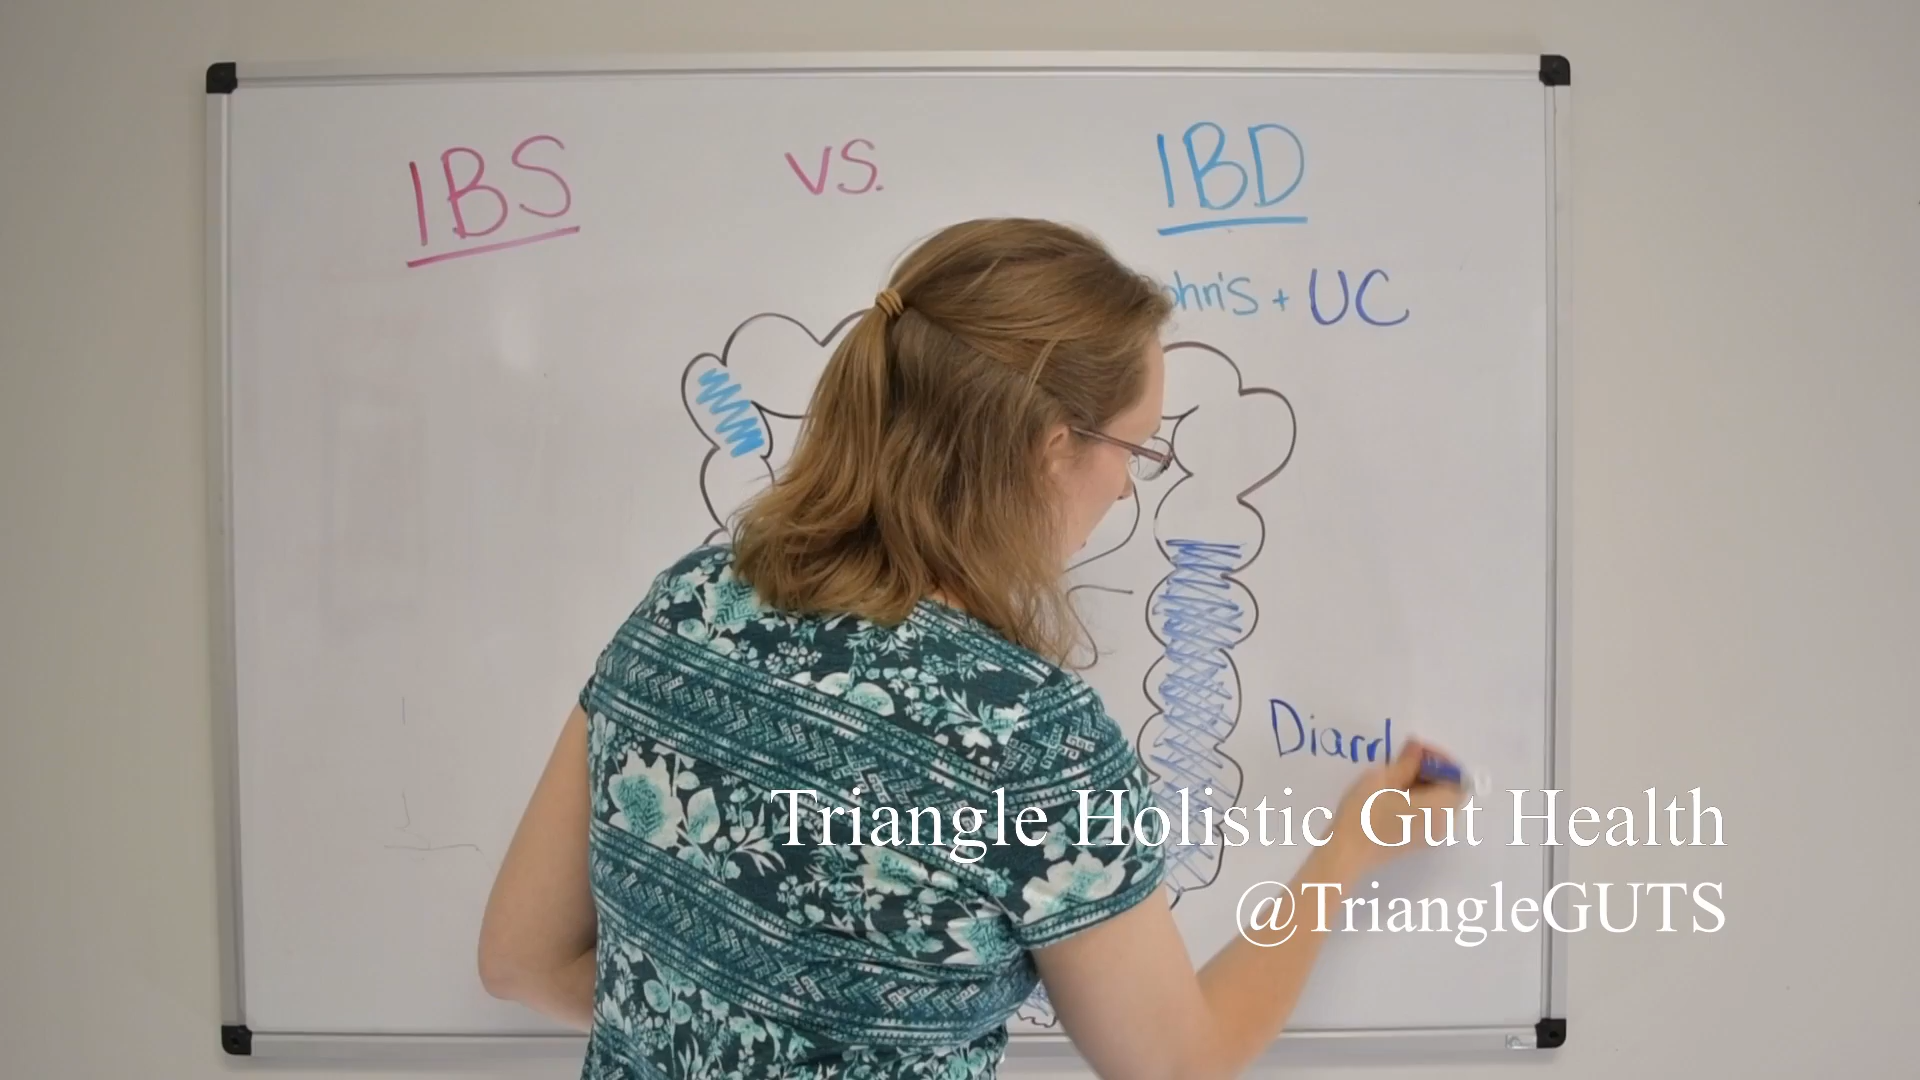 IBS vs. IBD
ohn's + UC
Diarr
Triangle Holistic Gut Health
@TriangleGUTS